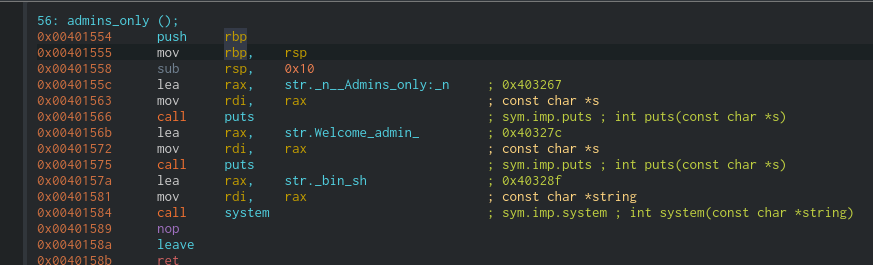 56: admins_only ();
0x00401554 push rbp
0x00401555 mov rbp, rsp
0x00401558 sub rsp, 0x10
0x0040155c lea rax, str._n__Admins_only:_n ; 0x403267
0x00401563 mov rdi, rax ; const char *s
0x00401566 call puts ; sym.imp.puts ; int puts(const char *s)
0x0040156b lea rax, str.Welcome_admin_ ; 0x40327c
0x00401572 mov rdi, rax ; const char *s
0x00401575 call puts ; sym.imp.puts ; int puts(const char *s)
0x0040157a lea rax, str._bin_sh ; 0x40328f
0x00401581 mov rdi, rax ; const char *string
0x00401584 call system ; sym.imp.system ; int system(const char *string)
0x00401589 nop
0x0040158a leave
0x0040158b ret